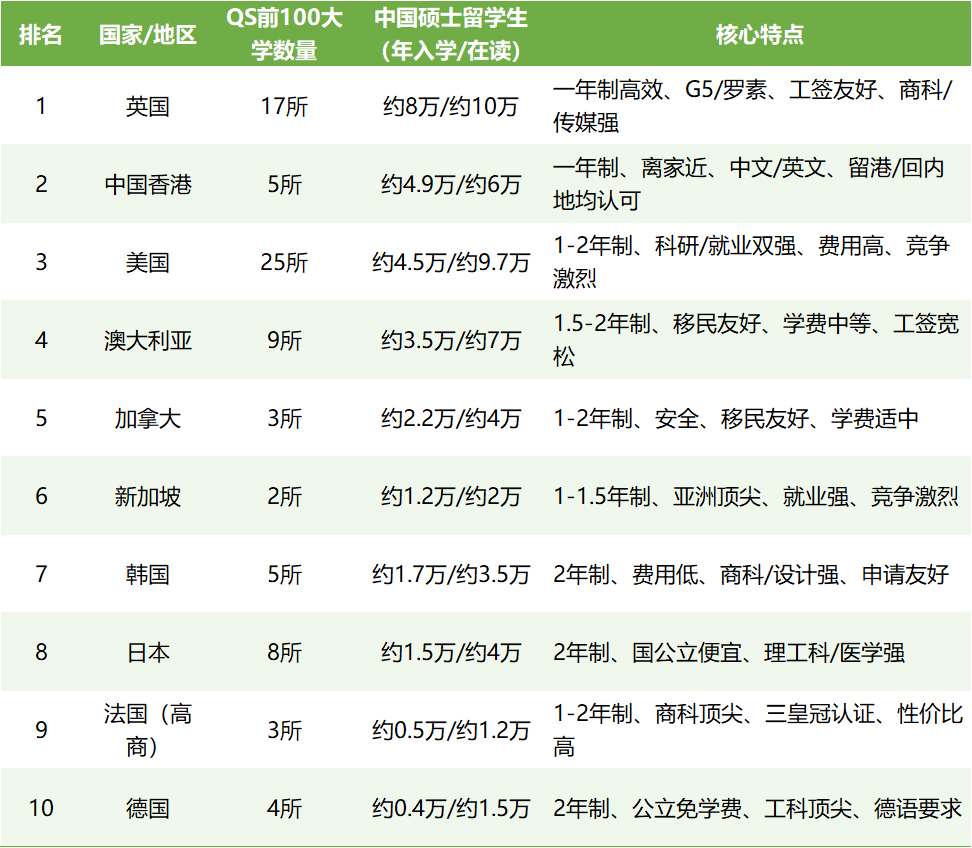 排名 国家/地区 QS前100大学数量 中国硕士留学生（年入学/在读） 核心特点
1 英国 17所 约8万/约10万 一年制高效、G5/罗素、工签友好、商科/
传媒强
2 中国香港 5所 约4.9万/约6万 一年制、离家近、中文/英文、留港/回内
地均认可
3 美国 25所 约4.5万/约9.7万 1-2年制、科研/就业双强、费用高、竞争
激烈
4 澳大利亚 9所 约3.5万/约7万 1.5-2年制、移民友好、学费中等、工签宽
松
5 加拿大 3所 约2.2万/约4万 1-2年制、安全、移民友好、学费适中
6 新加坡 2所 约1.2万/约2万 1-1.5年制、亚洲顶尖、就业强、竞争激烈
7 韩国 5所 约1.7万/约3.5万 2年制、费用低、商科/设计强、申请友好
8 日本 8所 约1.5万/约4万 2年制、国公立便宜、理工科/医学强
9 法国（高商） 3所 约0.5万/约1.2万 1-2年制、商科顶尖、三皇冠认证、性价比
高
10 德国 4所 约0.4万/约1.5万 2年制、公立免学费、工科顶尖、德语要求